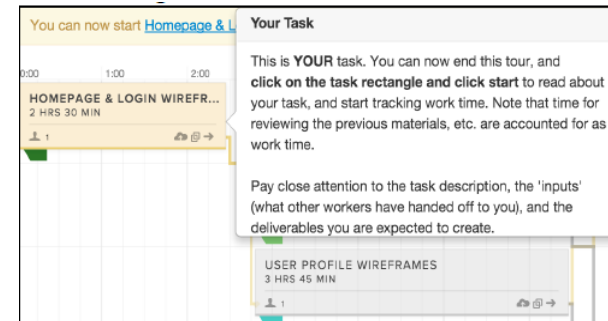 You can now start Homepage & L
Your Task
This is YOUR task. You can now end this tour, and
click on the task rectangle and click start to read about
your task, and start tracking work time. Note that time for
reviewing the previous materials, etc. are accounted for as
work time.
Pay close attention to the task description, the 'inputs'
(what other workers have handed off to you), and the
deliverables you are expected to create.
0:00 1:00 2:00
HOMEPAGE & LOGIN WIREFR...
2 HRS 30 MIN
1
USER PROFILE WIREFRAMES
3 HRS 45 MIN
1